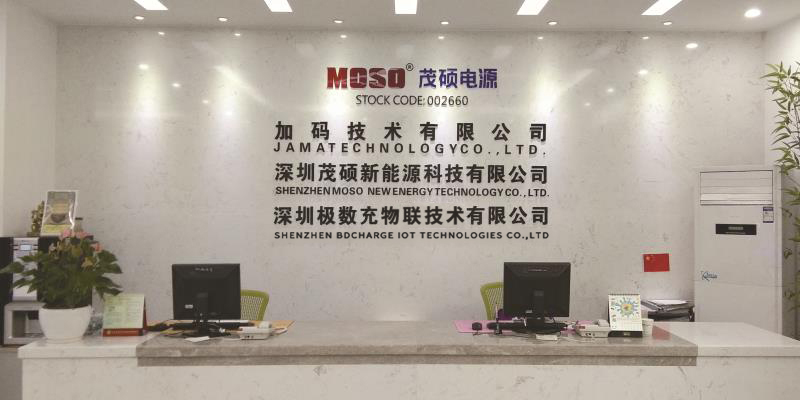 MOSO® 茂硕电源
STOCK CODE: 002660
加码技术有限公司
JAMATECHNOLOGYCO.,LTD.
深圳茂硕新能源科技有限公司
SHENZHEN MOSO NEW ENERGY TECHNOLOGY CO., LTD.
深圳极数充物联技术有限公司
SHENZHEN BDCHARGE IOT TECHNOLOGIES CO.,LTD